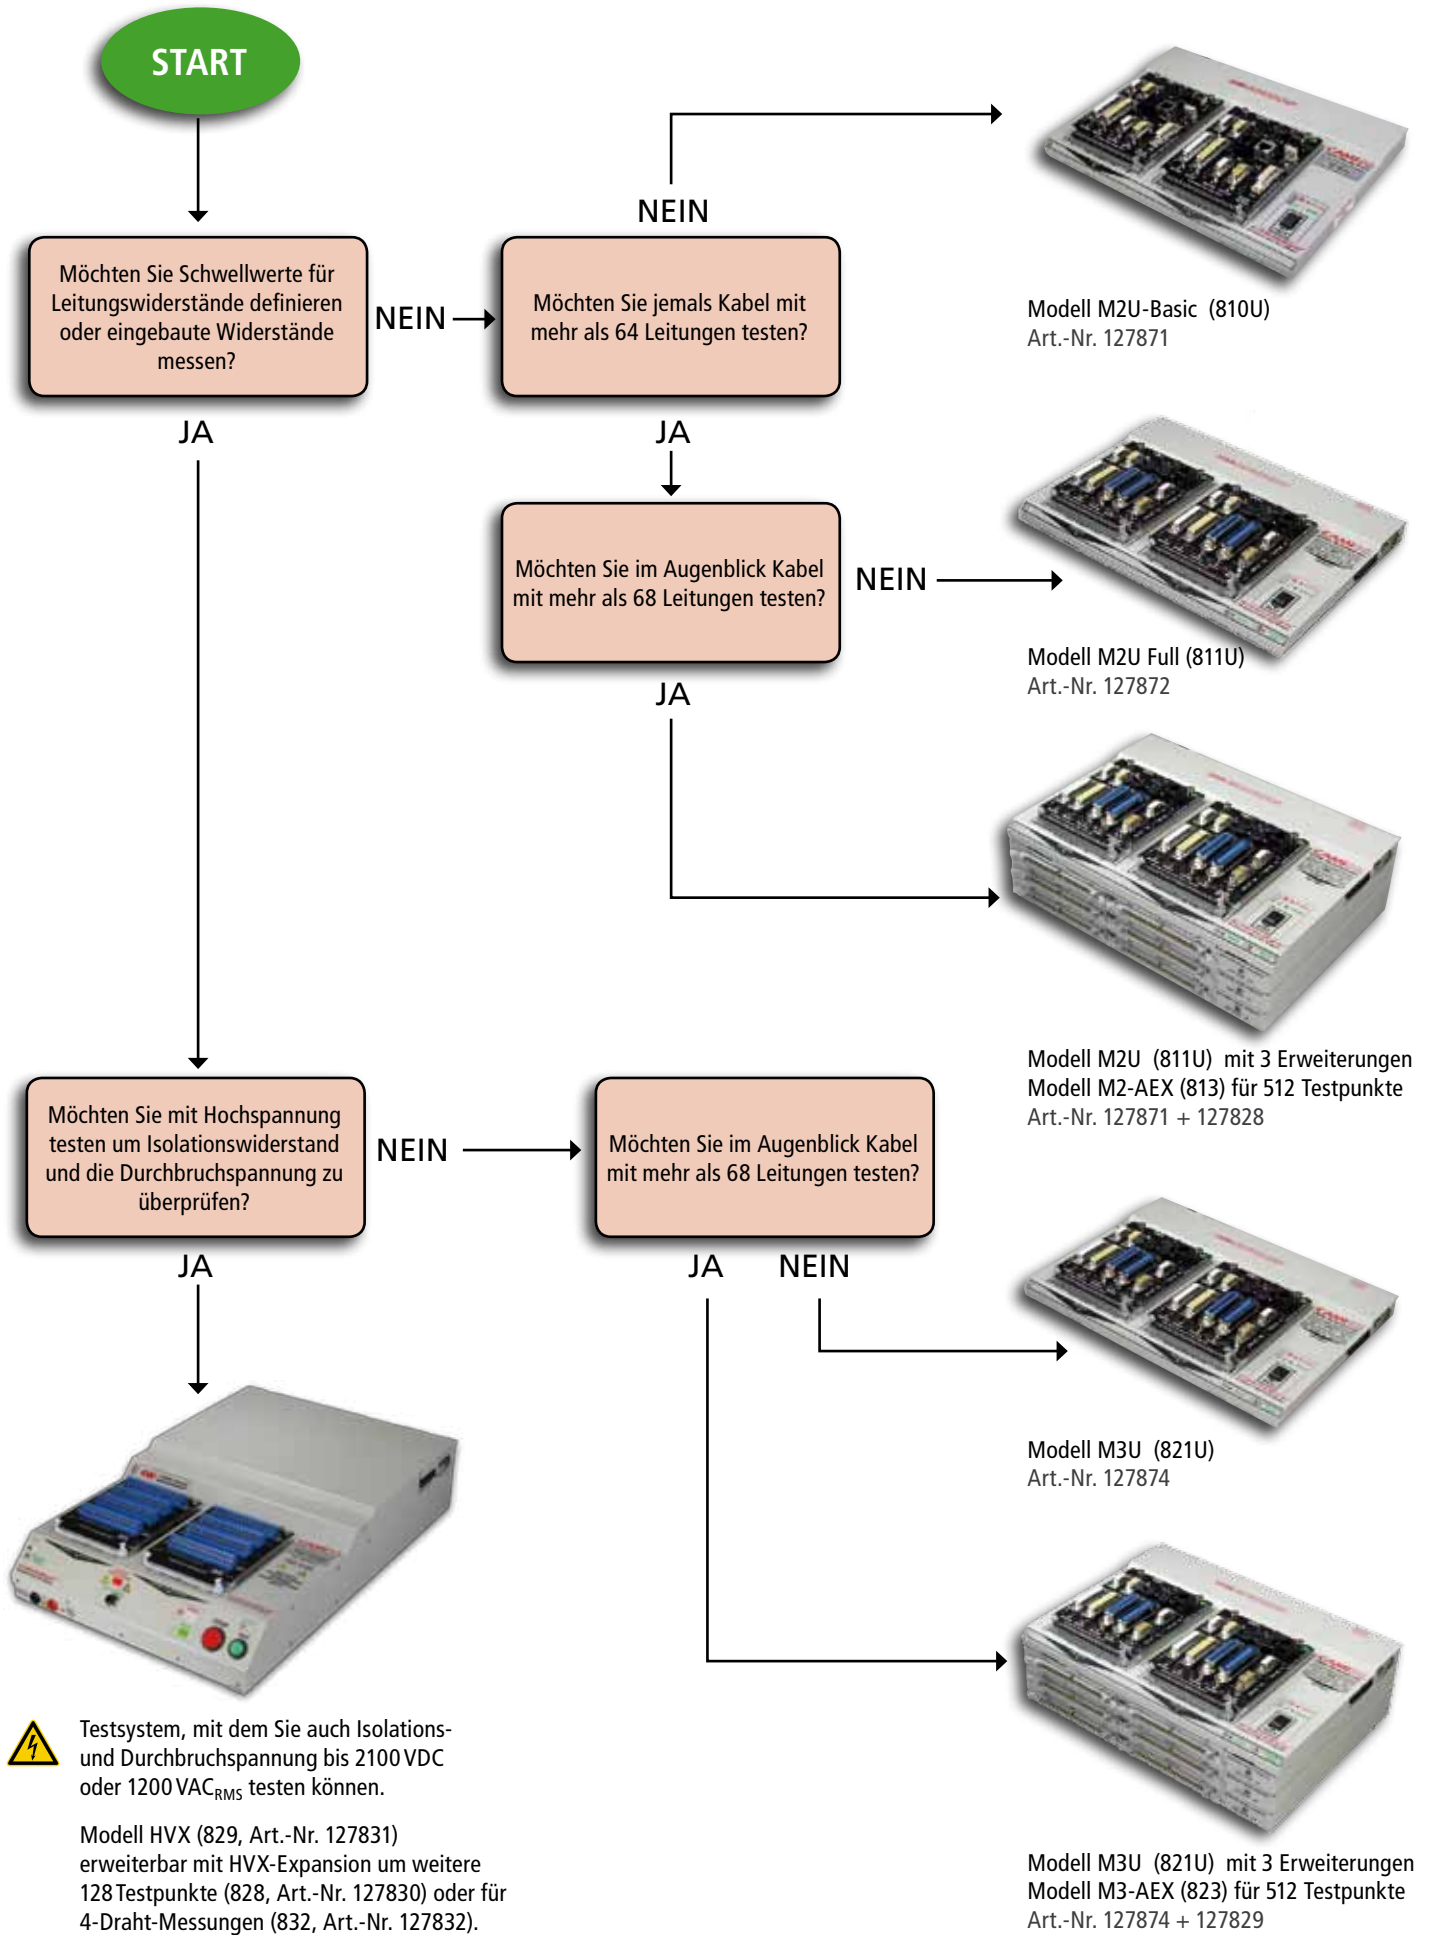 START
NEIN
Möchten Sie Schwellwerte für
Leitungswiderstände definieren
oder eingebaute Widerstände
messen?
NEIN
Möchten Sie jemals Kabel mit
mehr als 64 Leitungen testen?
Modell M2U-Basic (810U)
Art.-Nr. 127871
JA
JA
Möchten Sie im Augenblick Kabel
mit mehr als 68 Leitungen testen?
NEIN
Modell M2U Full (811U)
Art.-Nr. 127872
JA
Modell M2U (811U) mit 3 Erweiterungen
Modell M2-AEX (813) für 512 Testpunkte
Art.-Nr. 127871 + 127828
Möchten Sie mit Hochspannung
testen um Isolationswiderstand
und die Durchbruchspannung zu
überprüfen?
NEIN
Möchten Sie im Augenblick Kabel
mit mehr als 68 Leitungen testen?
JA
JA
NEIN
Modell M3U (821U)
Art.-Nr. 127874
Testsystem, mit dem Sie auch Isolations-
und Durchbruchspannung bis 2100 VDC
oder 1200 VACRMS testen können.
Modell HVX (829, Art.-Nr. 127831)
erweiterbar mit HVX-Expansion um weitere
128 Testpunkte (828, Art.-Nr. 127830) oder für
4-Draht-Messungen (832, Art.-Nr. 127832).
Modell M3U (821U) mit 3 Erweiterungen
Modell M3-AEX (823) für 512 Testpunkte
Art.-Nr. 127874 + 127829